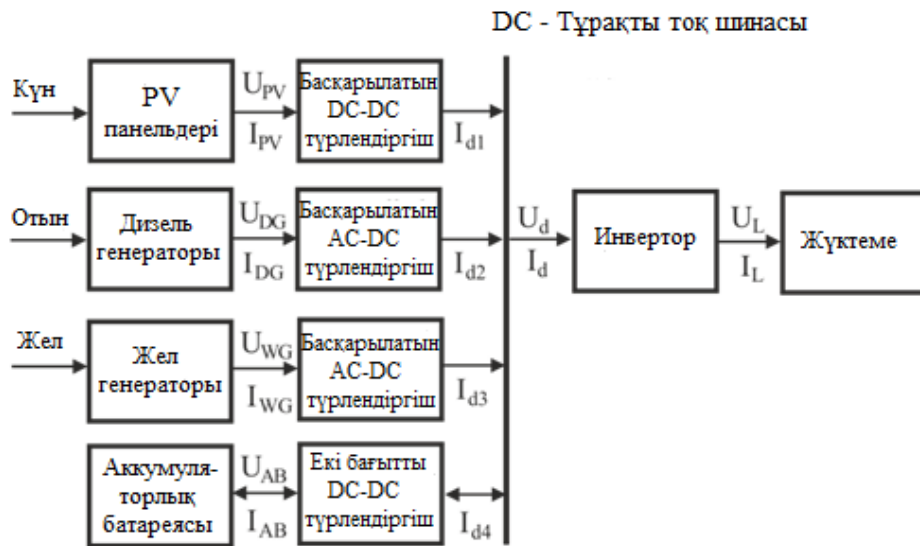 DC - Тұрақты тоқ шинасы
Күн
PV
панельдері
U_PV
I_PV
Басқарылатын
DC-DC
түрлендіргіш
I_d1
Отын
Дизель
генераторы
U_DG
I_DG
Басқарылатын
AC-DC
түрлендіргіш
I_d2
U_d
I_d
Инвертор
U_L
I_L
Жүктеме
Жел
Жел
генераторы
U_WG
I_WG
Басқарылатын
AC-DC
түрлендіргіш
I_d3
Аккумуля-
торлық
батареясы
U_AB
I_AB
Екі бағытты
DC-DC
түрлендіргіш
I_d4